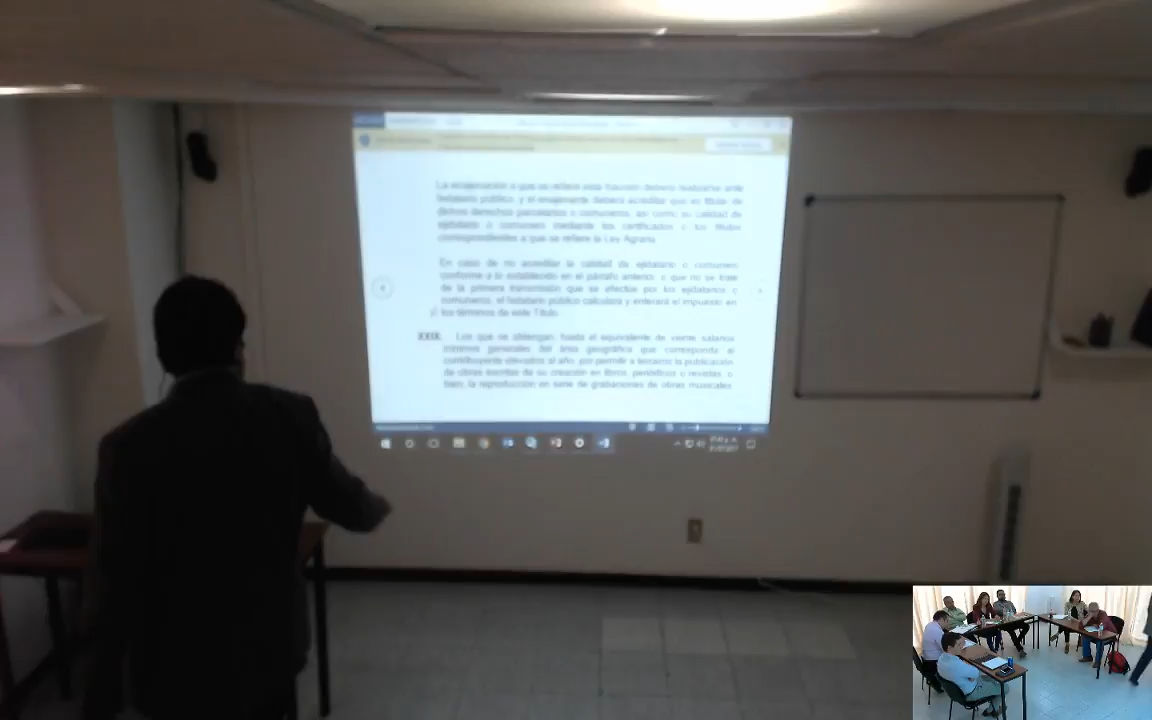 La enajenación a que se refiere esta fracción deberá realizarse ante
fedatario público, y el enajenante deberá acreditar que es titular de
dichos derechos parcelarios o comuneros, así como su calidad de
ejidatario o comunero mediante los certificados o los títulos
correspondientes a que se refiere la Ley Agraria.
En caso de no acreditar la calidad de ejidatario o comunero
conforme a lo establecido en el párrafo anterior, o que no se trate
de la primera transmisión que se efectúe por los ejidatarios o
comuneros, el fedatario público calculará y enterará el impuesto en
los términos de este Título.
XXIX. Los que se obtengan, hasta el equivalente de veinte salarios
mínimos generales del área geográfica que corresponda al
contribuyente elevados al año, por permitir a terceros la publicación
de obras escritas de su creación en libros, periódicos o revistas, o
bien, la reproducción en serie de grabaciones de obras musicales